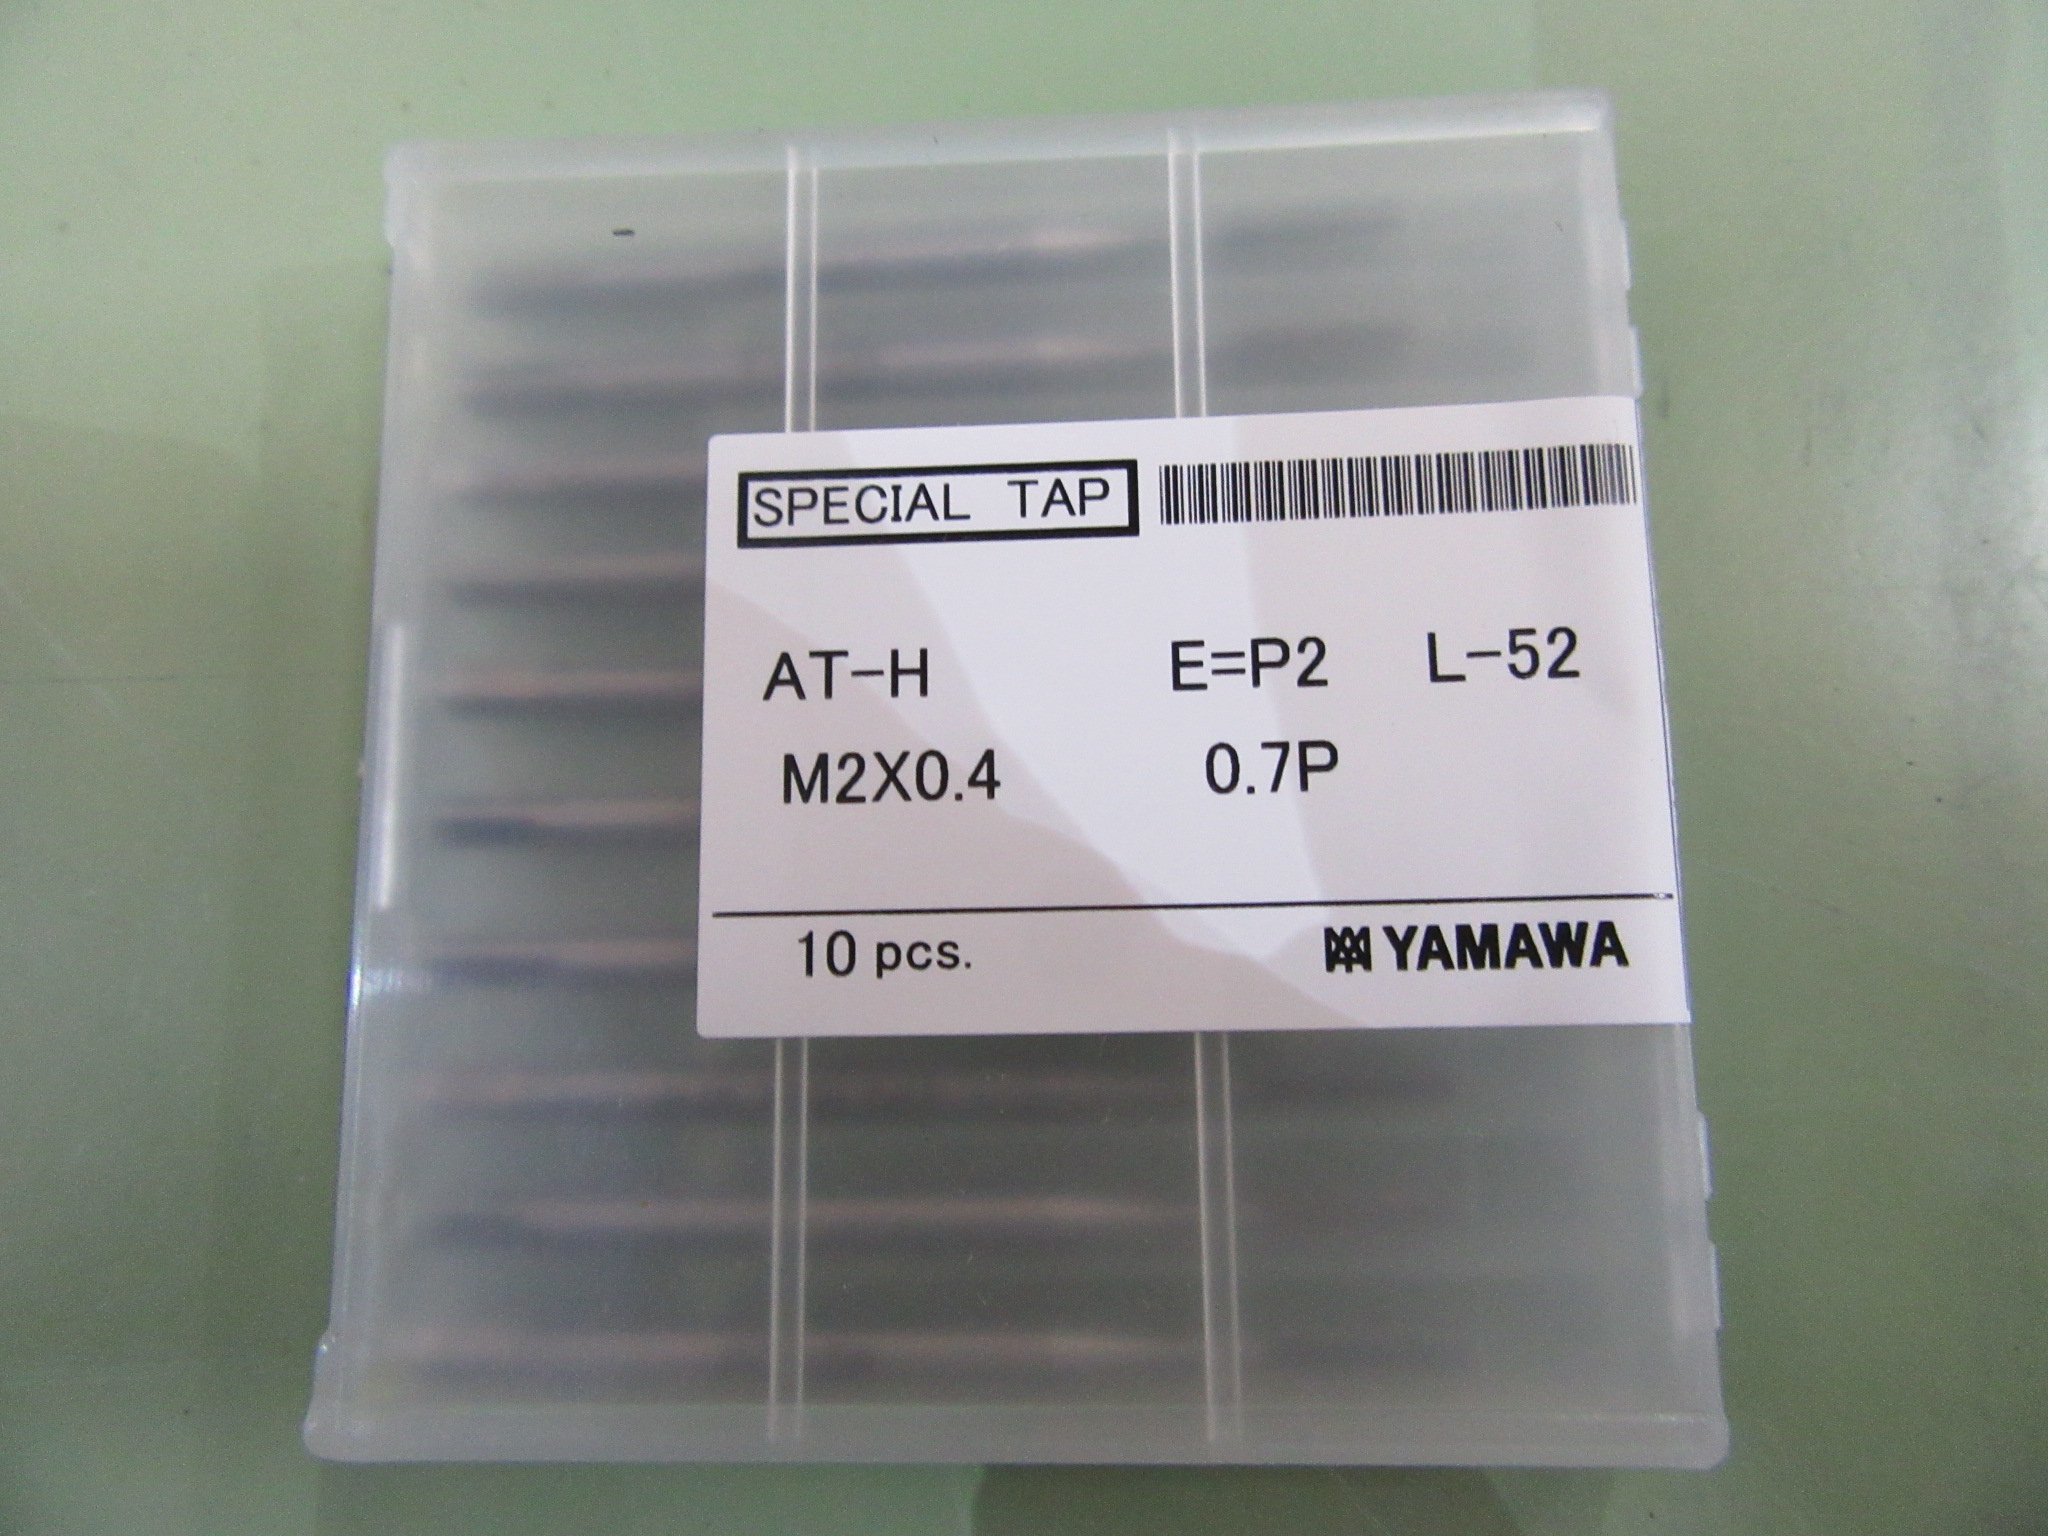 SPECIAL TAP
AT-H E=P2 L-52
M2X0.4 0.7P
10 pcs. YAMAWA